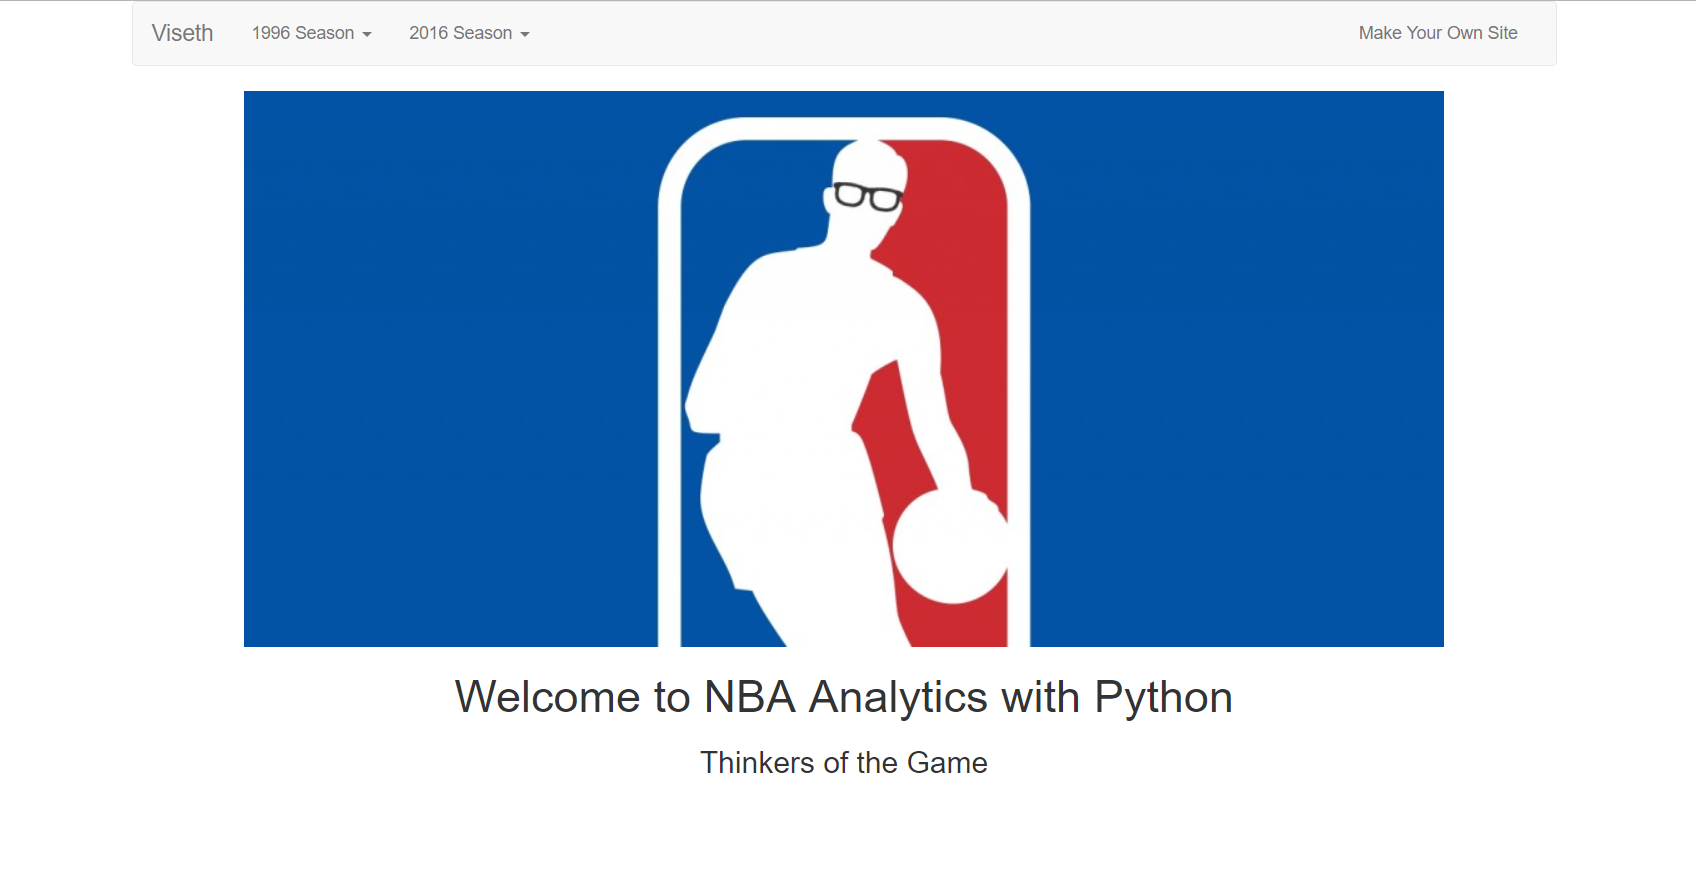 Viseth 1996 Season 2016 Season Make Your Own Site
Welcome to NBA Analytics with Python
Thinkers of the Game